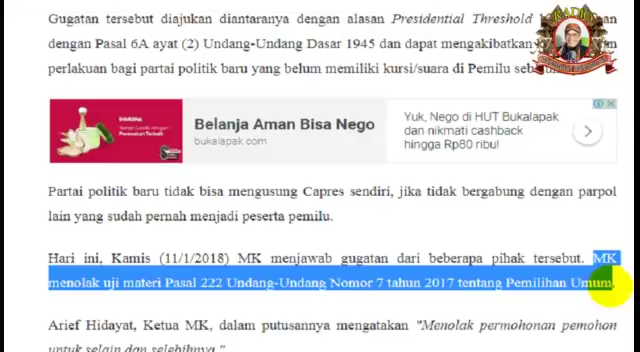 Gugatan tersebut diajukan diantaranya dengan alasan Presidential Threshold
dengan Pasal 6A ayat (2) Undang-Undang Dasar 1945 dan dapat mengakibatkan
perlakuan bagi partai politik baru yang belum memiliki kursi/suara di Pemilu
Belanja Aman Bisa Nego
bukalapak.com
Yuk, Nego di HUT Bukalapak
dan nikmati cashback
hingga Rp80 ribu!
Partai politik baru tidak bisa mengusung Capres sendiri, jika tidak bergabung dengan parpol
lain yang sudah pernah menjadi peserta pemilu.
Hari ini, Kamis (11/1/2018) MK menjawab gugatan dari beberapa pihak tersebut. MK
menolak uji materi Pasal 222 Undang-Undang Nomor 7 tahun 2017 tentang Pemilihan Umum.
Arief Hidayat, Ketua MK, dalam putusannya mengatakan "Menolak permohonan pemohon
untuk selain dan selebihnya."